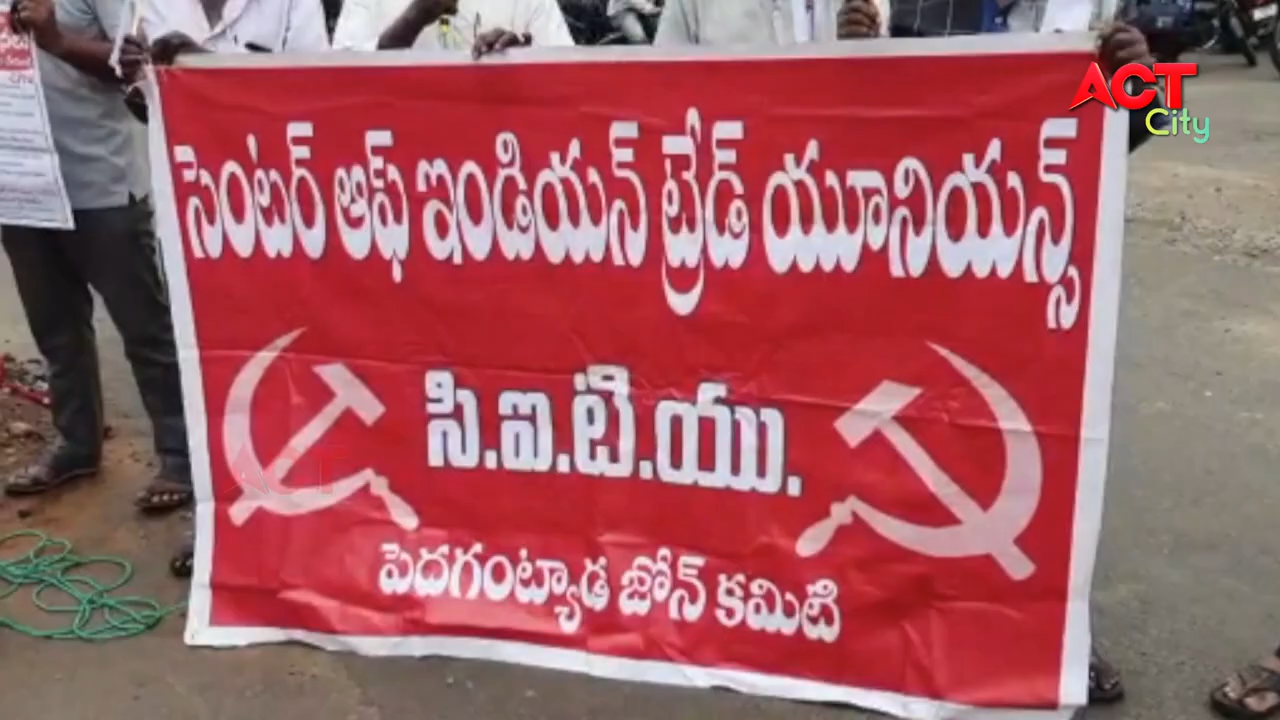 ACT
City
సెంటర్ ఆఫ్ ఇండియన్ ట్రేడ్ యూనియన్స్
సి.ఐ.టి.యు.
పెదగంట్యాడ జోన్ కమిటి